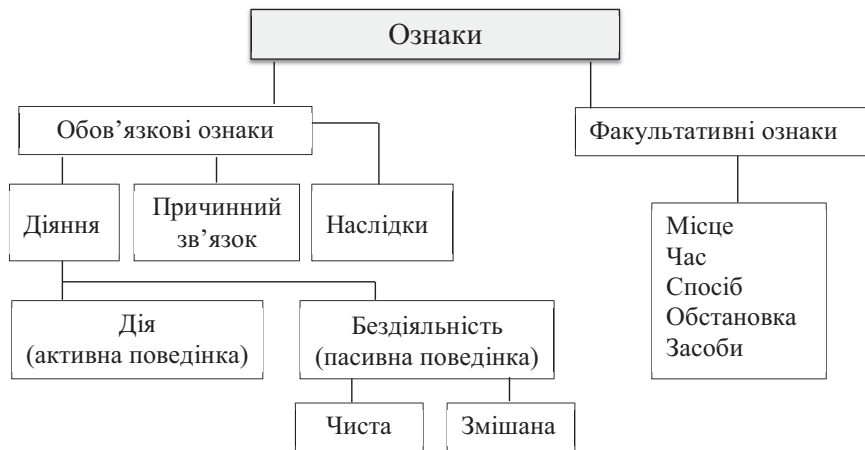 Ознаки
Обов’язкові ознаки
Факультативні ознаки
Діяння
Причинний
зв’язок
Наслідки
Місце
Час
Спосіб
Обстановка
Засоби
Дія
(активна поведінка)
Бездіяльність
(пасивна поведінка)
Чиста
Змішана